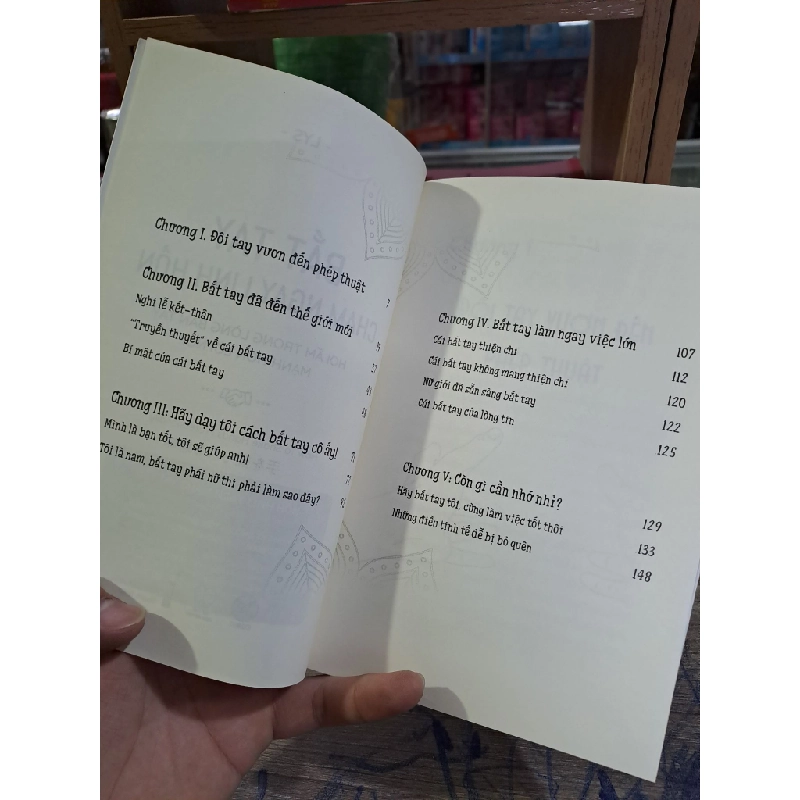 Chương I. Đôi tay vươn đến phép thuật 7
Chương II. Bắt tay đã đến thế giới mới
Nghi lễ kết-thân
"Truyền thuyết" về cái bắt tay
Bí mật của cái bắt tay
Chương III: Hãy dạy tôi cách bắt tay cô ấy!
Mình là bạn tốt, tôi sẽ giúp anh!
Tôi là nam, bắt tay phái nữ thì phải làm sao đây?
Chương IV. Bắt tay làm ngay việc lớn 107
Cái bắt tay thiện chí 112
Cái bắt tay không mang thiện chí 120
Nữ giới đã sẵn sàng bắt tay 122
Cái bắt tay của lòng tin 125
Chương V: Còn gì cần nhớ nhỉ? 129
Hãy bắt tay tôi, cùng làm việc tốt thôi! 133
Những điều tinh tế dễ bị bỏ quên 148